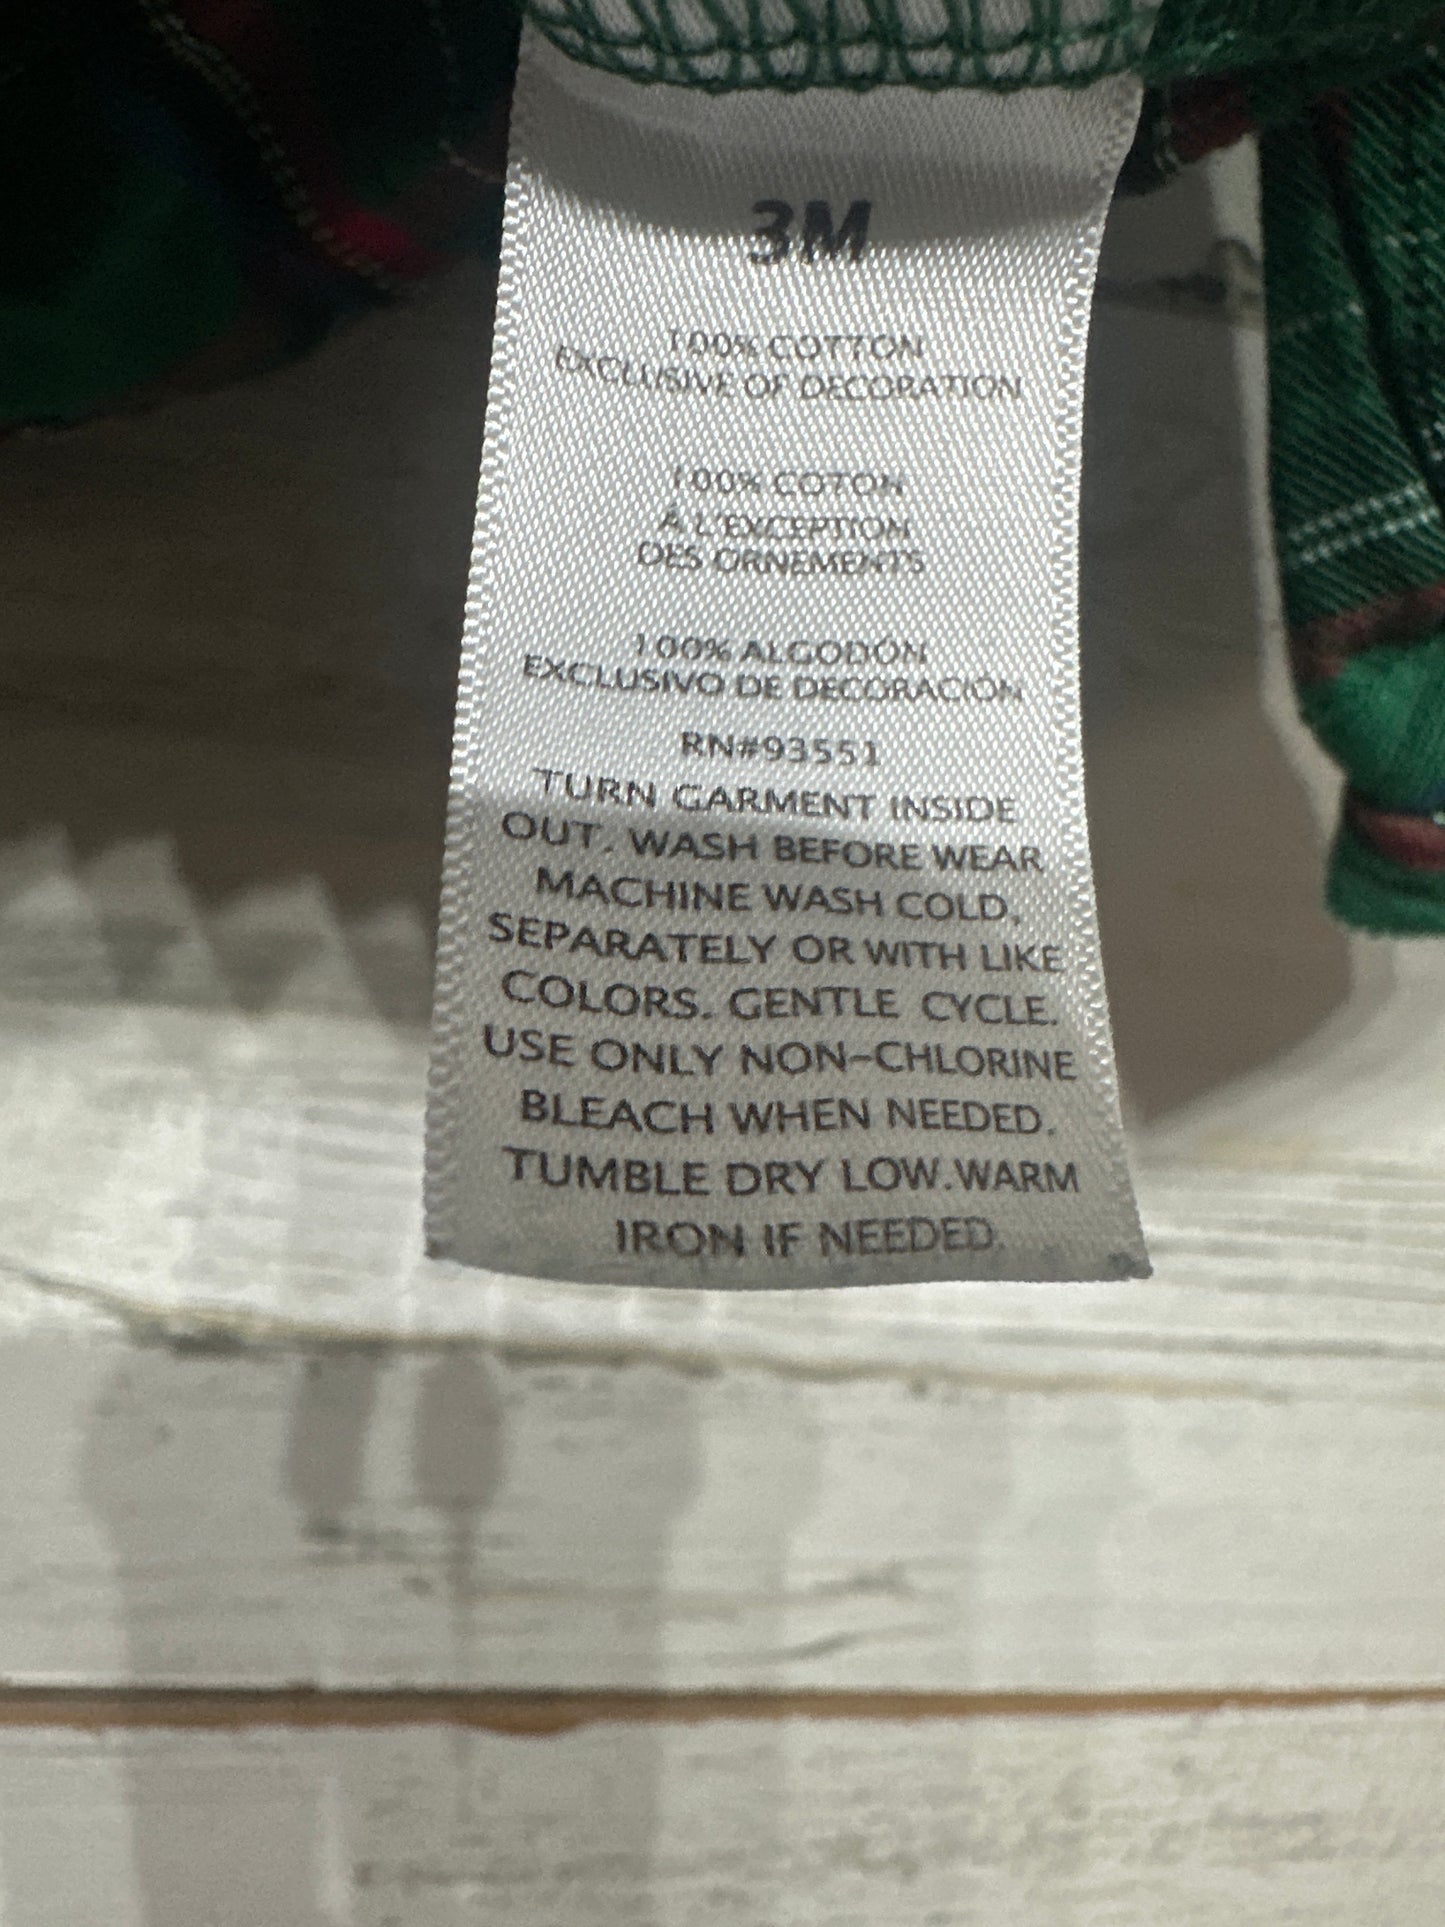 3M
100% COTTON
EXCLUSIVE OF DECORATION
100% COTON
À L'EXCEPTION
DES ORNEMENTS
100% ALGODÓN
EXCLUSIVO DE DECORACIÓN
RN#93551
TURN GARMENT INSIDE
OUT. WASH BEFORE WEAR
MACHINE WASH COLD,
SEPARATELY OR WITH LIKE
COLORS. GENTLE CYCLE.
USE ONLY NON-CHLORINE
BLEACH WHEN NEEDED.
TUMBLE DRY LOW.WARM
IRON IF NEEDED.